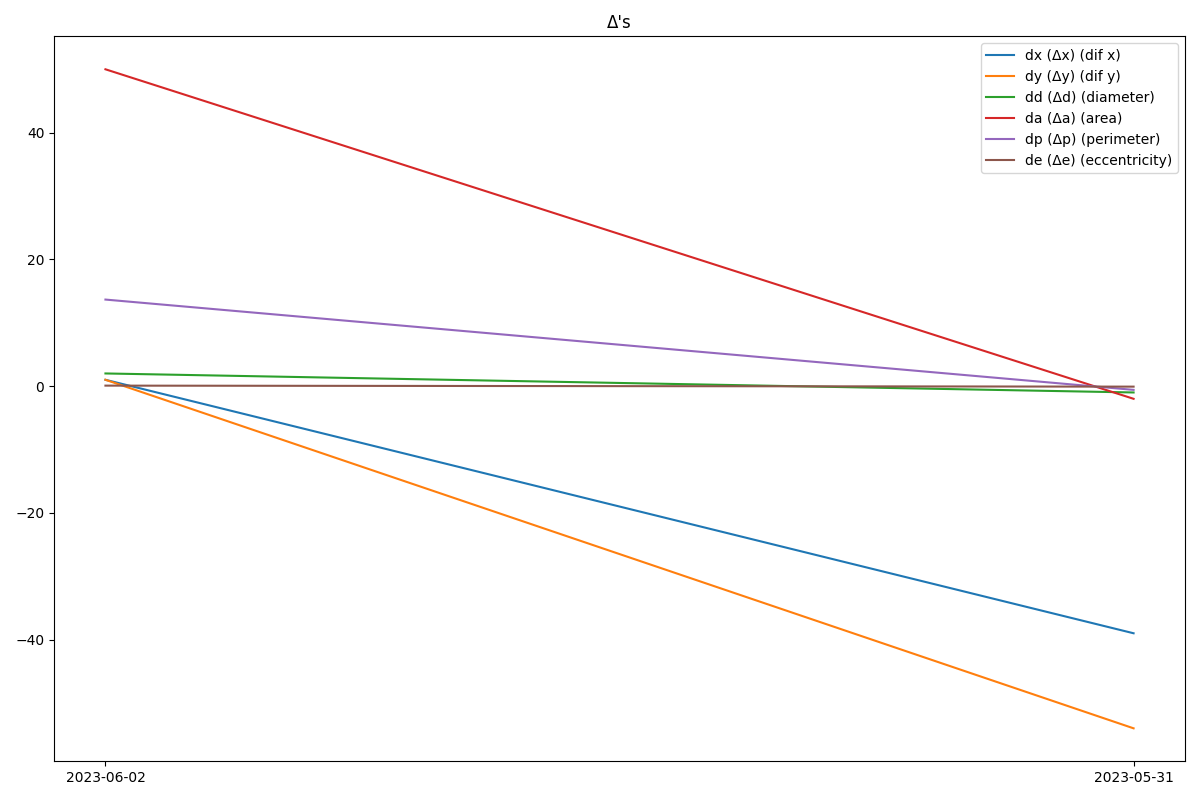 Δ's
dx (Δx) (dif x)
dy (Δy) (dif y)
dd (Δd) (diameter)
da (Δa) (area)
dp (Δp) (perimeter)
de (Δe) (eccentricity)
40
20
0
−20
−40
2023-06-02 2023-05-31